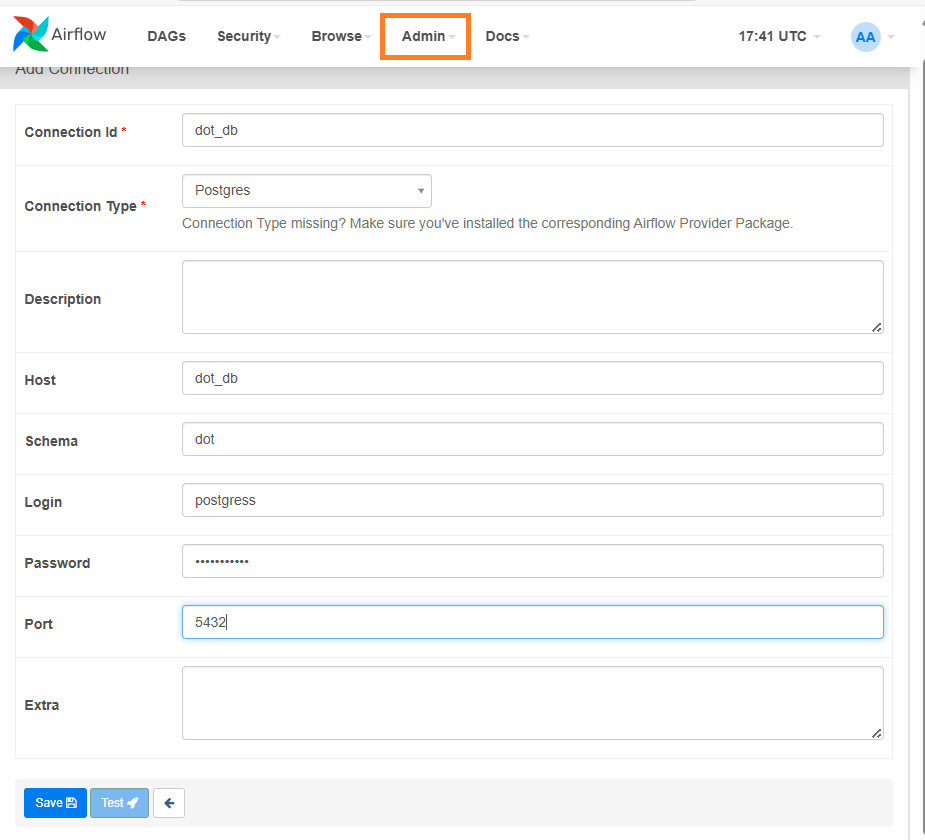 Airflow DAGs Security Browse Admin Docs 17:41 UTC AA
Add Connection
Connection Id * dot_db
Connection Type * Postgres
Connection Type missing? Make sure you've installed the corresponding Airflow Provider Package.
Description
Host dot_db
Schema dot
Login postgress
Password •••••••••••
Port 5432
Extra
Save Test